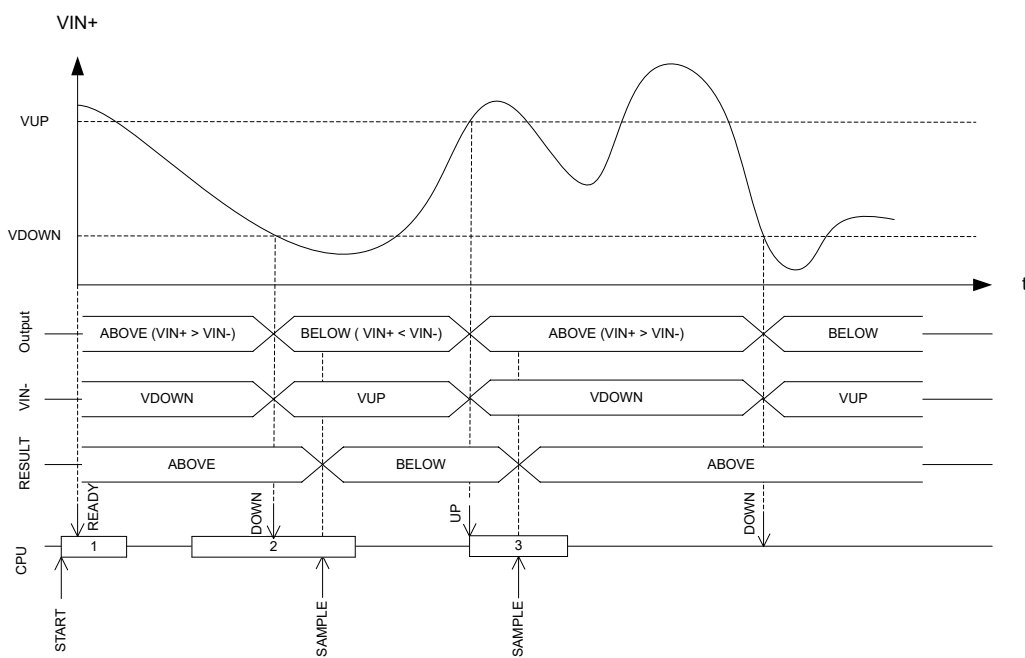 VIN+
VUP
VDOWN
t
Output
ABOVE (VIN+ > VIN-)
BELOW ( VIN+ < VIN-)
ABOVE (VIN+ > VIN-)
BELOW
VIN-
VDOWN
VUP
VDOWN
VUP
RESULT
ABOVE
BELOW
ABOVE
READY
DOWN
UP
DOWN
CPU
1
2
3
START
SAMPLE
SAMPLE